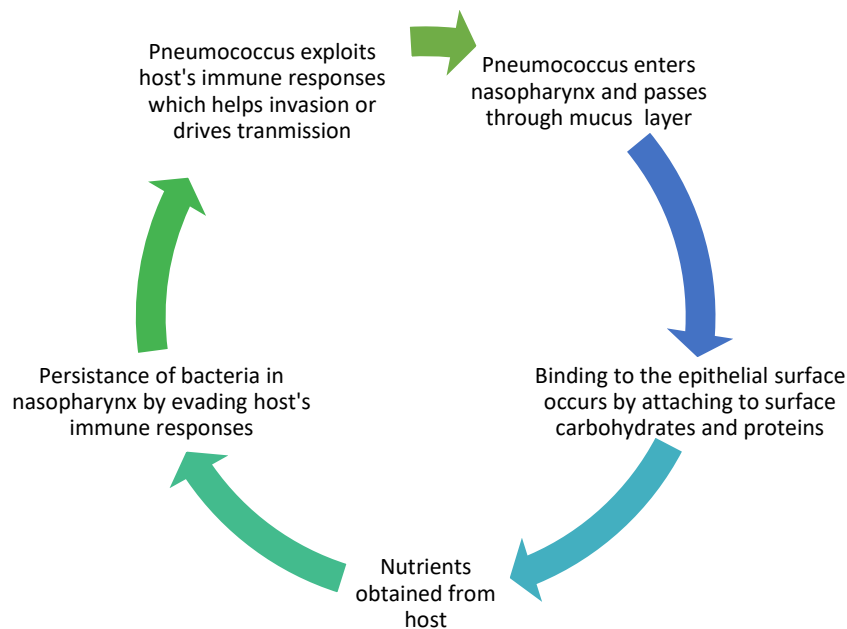 Pneumococcus exploits
host's immune responses
which helps invasion or
drives tranmission
Pneumococcus enters
nasopharynx and passes
through mucus layer
Binding to the epithelial surface
occurs by attaching to surface
carbohydrates and proteins
Nutrients
obtained from
host
Persistance of bacteria in
nasopharynx by evading host's
immune responses